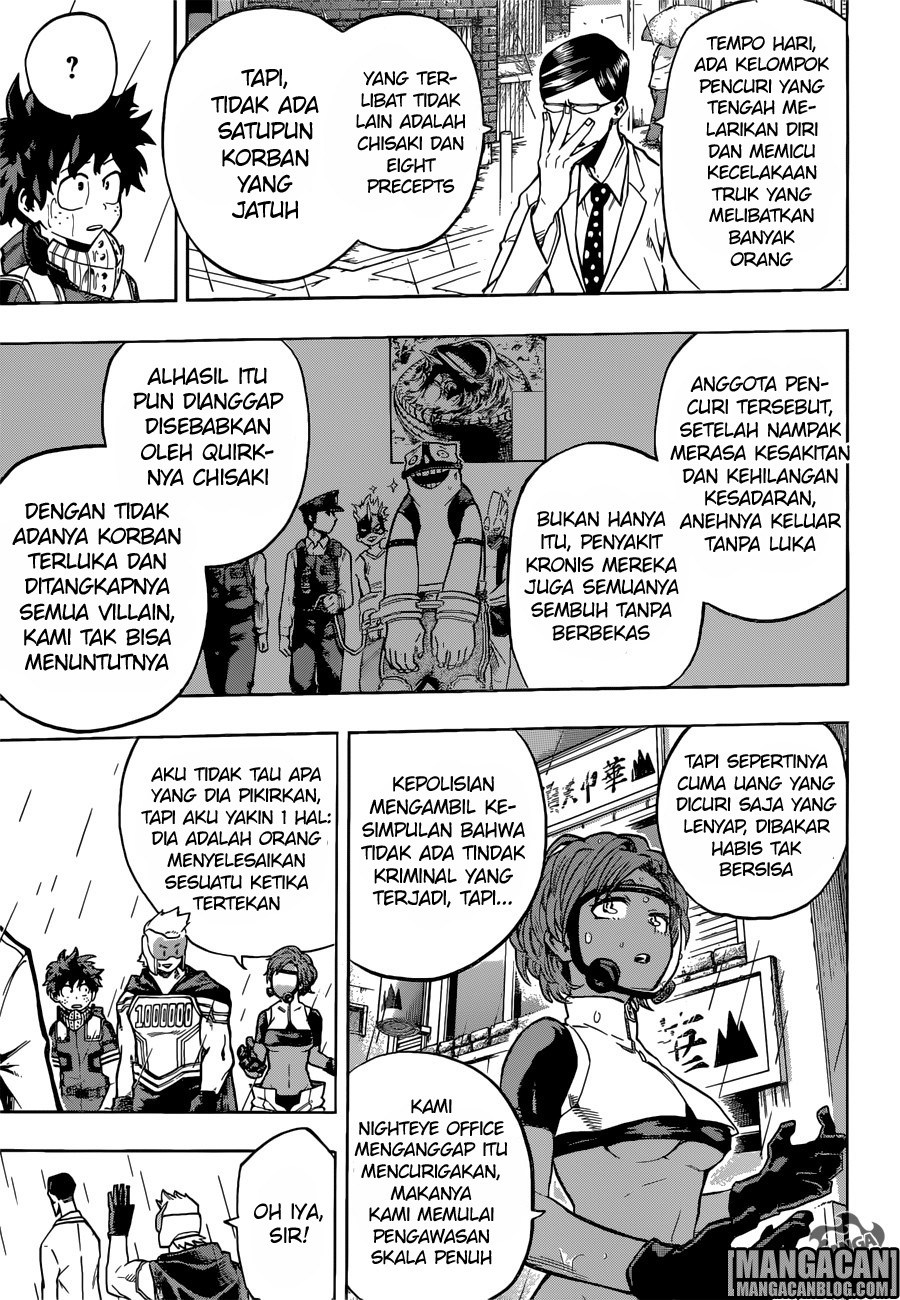 TEMPO HARI,
ADA KELOMPOK
PENCURI YANG
TENGAH ME-
LARIKAN DIRI
DAN MEMICU
KECELAKAAN
TRUK YANG
MELIBATKAN
BANYAK
ORANG
YANG TER-
LIBAT TIDAK
LAIN ADALAH
CHISAKI DAN
EIGHT
PRECEPTS
TAPI,
TIDAK ADA
SATUPUN
KORBAN
YANG
JATUH
?
ANGGOTA PEN-
CURI TERSEBUT,
SETELAH NAMPAK
MERASA KESAKITAN
DAN KEHILANGAN
KESADARAN,
ANEHNYA KELUAR
TANPA LUKA
BUKAN HANYA
ITU, PENYAKIT
KRONIS MEREKA
JUGA SEMUANYA
SEMBUH TANPA
BERBEKAS
ALHASIL ITU
PUN DIANGGAP
DISEBABKAN
OLEH QUIRK-
NYA CHISAKI
DENGAN TIDAK
ADANYA KORBAN
TERLUKA DAN
DITANGKAPNYA
SEMUA VILLAIN,
KAMI TAK BISA
MENUNTUTNYA
TAPI SEPERTINYA
CUMA UANG YANG
DICURI SAJA YANG
LENYAP, DIBAKAR
HABIS TAK
BERSISA
KEPOLISIAN
MENGAMBIL KE-
SIMPULAN BAHWA
TIDAK ADA TINDAK
KRIMINAL YANG
TERJADI, TAPI...
KAMI
NIGHTEYE OFFICE
MENGANGGAP ITU
MENCURIGAKAN,
MAKANYA
KAMI MEMULAI
PENGAWASAN
SKALA PENUH
AKU TIDAK TAU APA
YANG DIA PIKIRKAN,
TAPI AKU YAKIN 1 HAL:
DIA ADALAH ORANG
MENYELESAIKAN
SESUATU KETIKA
TERTEKAN
1000000
OH IYA,
SIR!
MANGACAN
MANGACANBLOG.COM